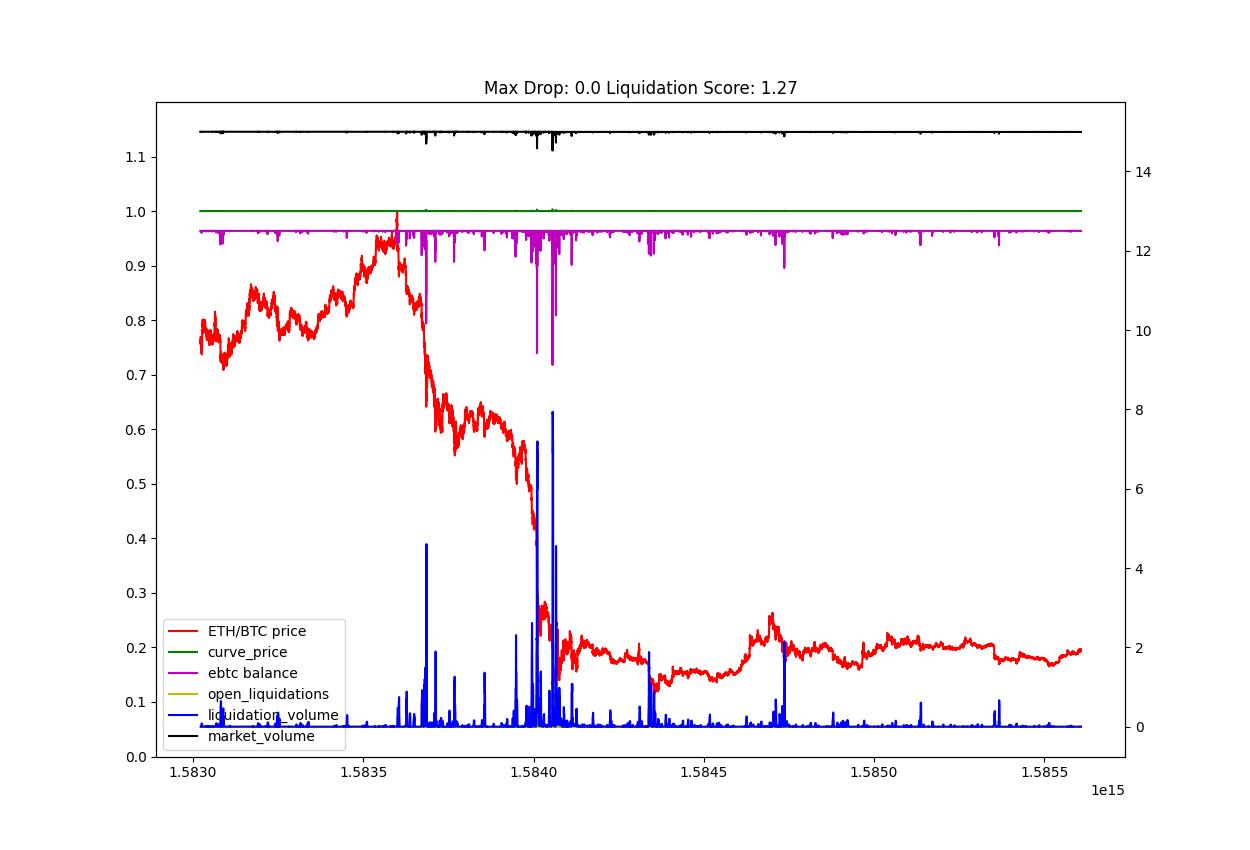 Max Drop: 0.0 Liquidation Score: 1.27
1.1
1.0
0.9
0.8
0.7
0.6
0.5
0.4
0.3
0.2
0.1
0.0
14
12
10
8
6
4
2
0
ETH/BTC price
curve_price
ebtc balance
open_liquidations
liquidation_volume
market_volume
1.5830 1.5835 1.5840 1.5845 1.5850 1.5855
1e15